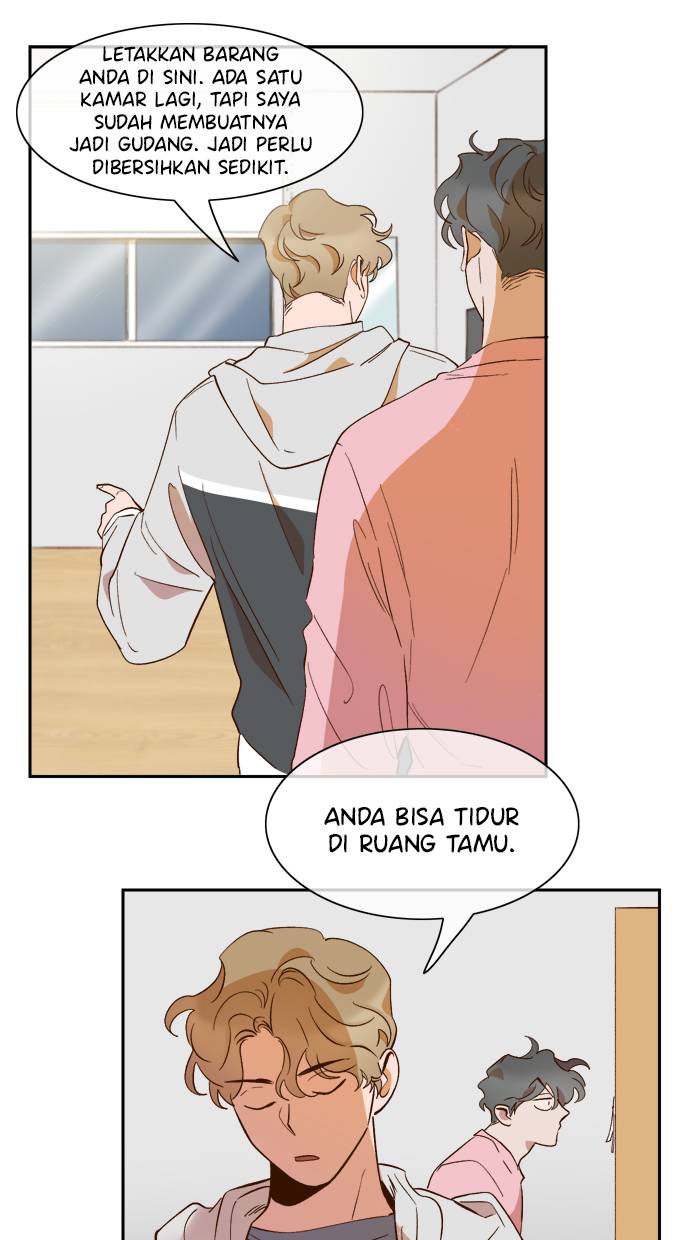 LETAKKAN BARANG
ANDA DI SINI. ADA SATU
KAMAR LAGI, TAPI SAYA
SUDAH MEMBUATNYA
JADI GUDANG. JADI PERLU
DIBERSIHKAN SEDIKIT.
ANDA BISA TIDUR
DI RUANG TAMU.